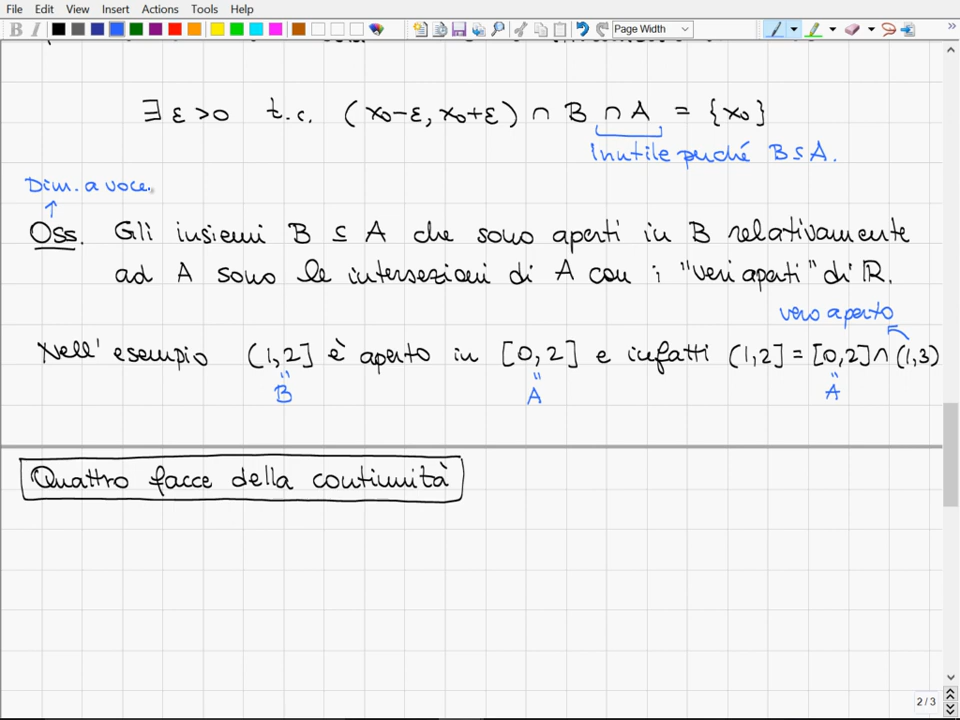 File Edit View Insert Actions Tools Help
B I Page Width
∃ ε>0 t.c. (x0-ε, x0+ε) ∩ B ∩ A = {x0}
Inutile perché B ⊆ A.
Dim. a voce.
Oss. Gli insiemi B ⊆ A che sono aperti in B relativamente
ad A sono le intersezioni di A con i "veri aperti" di R.
vero aperto
Nell'esempio (1,2] è aperto in [0,2] e infatti (1,2] = [0,2] ∩ (1,3)
" " "
B A A
Quattro facce della continuità
2 / 3